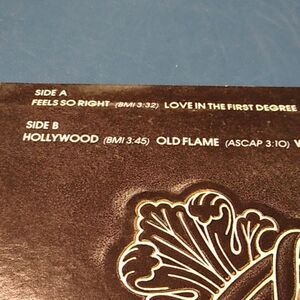 SIDE A
FEELS SO RIGHT (BMI 3:32) LOVE IN THE FIRST DEGREE
SIDE B
HOLLYWOOD (BMI 3:45) OLD FLAME (ASCAP 3:10)